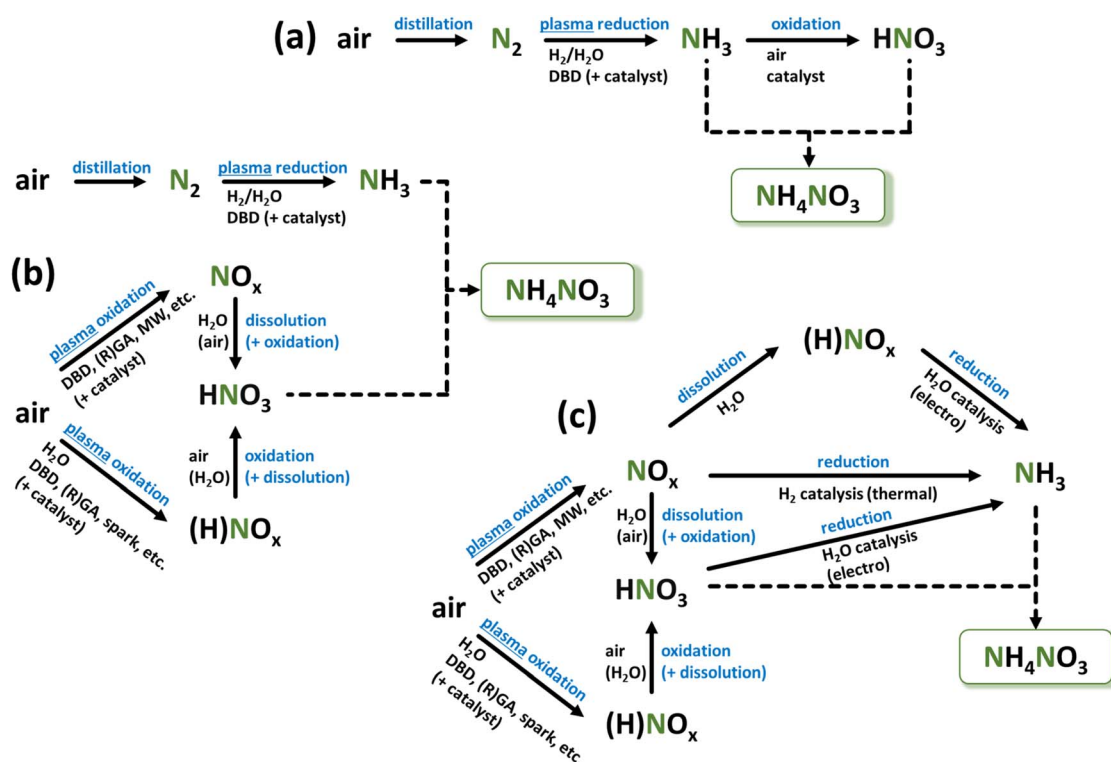 (a)
air
distillation
N2
plasma reduction
H2/H2O
DBD (+ catalyst)
NH3
oxidation
air
catalyst
HNO3
NH4NO3
air
distillation
N2
plasma reduction
H2/H2O
DBD (+ catalyst)
NH3
(b)
NOx
plasma oxidation
DBD, (R)GA, MW, etc.
(+ catalyst)
H2O
(air)
dissolution
(+ oxidation)
NH4NO3
HNO3
air
plasma oxidation
H2O
DBD, (R)GA, spark, etc.
(+ catalyst)
air
(H2O)
oxidation
(+ dissolution)
(H)NOx
(c)
(H)NOx
dissolution
H2O
reduction
H2O catalysis
(electro)
NOx
reduction
H2 catalysis (thermal)
NH3
plasma oxidation
DBD, (R)GA, MW, etc.
(+ catalyst)
H2O
(air)
dissolution
(+ oxidation)
reduction
H2O catalysis
(electro)
HNO3
air
plasma oxidation
H2O
DBD, (R)GA, spark, etc
(+ catalyst)
air
(H2O)
oxidation
(+ dissolution)
NH4NO3
(H)NOx